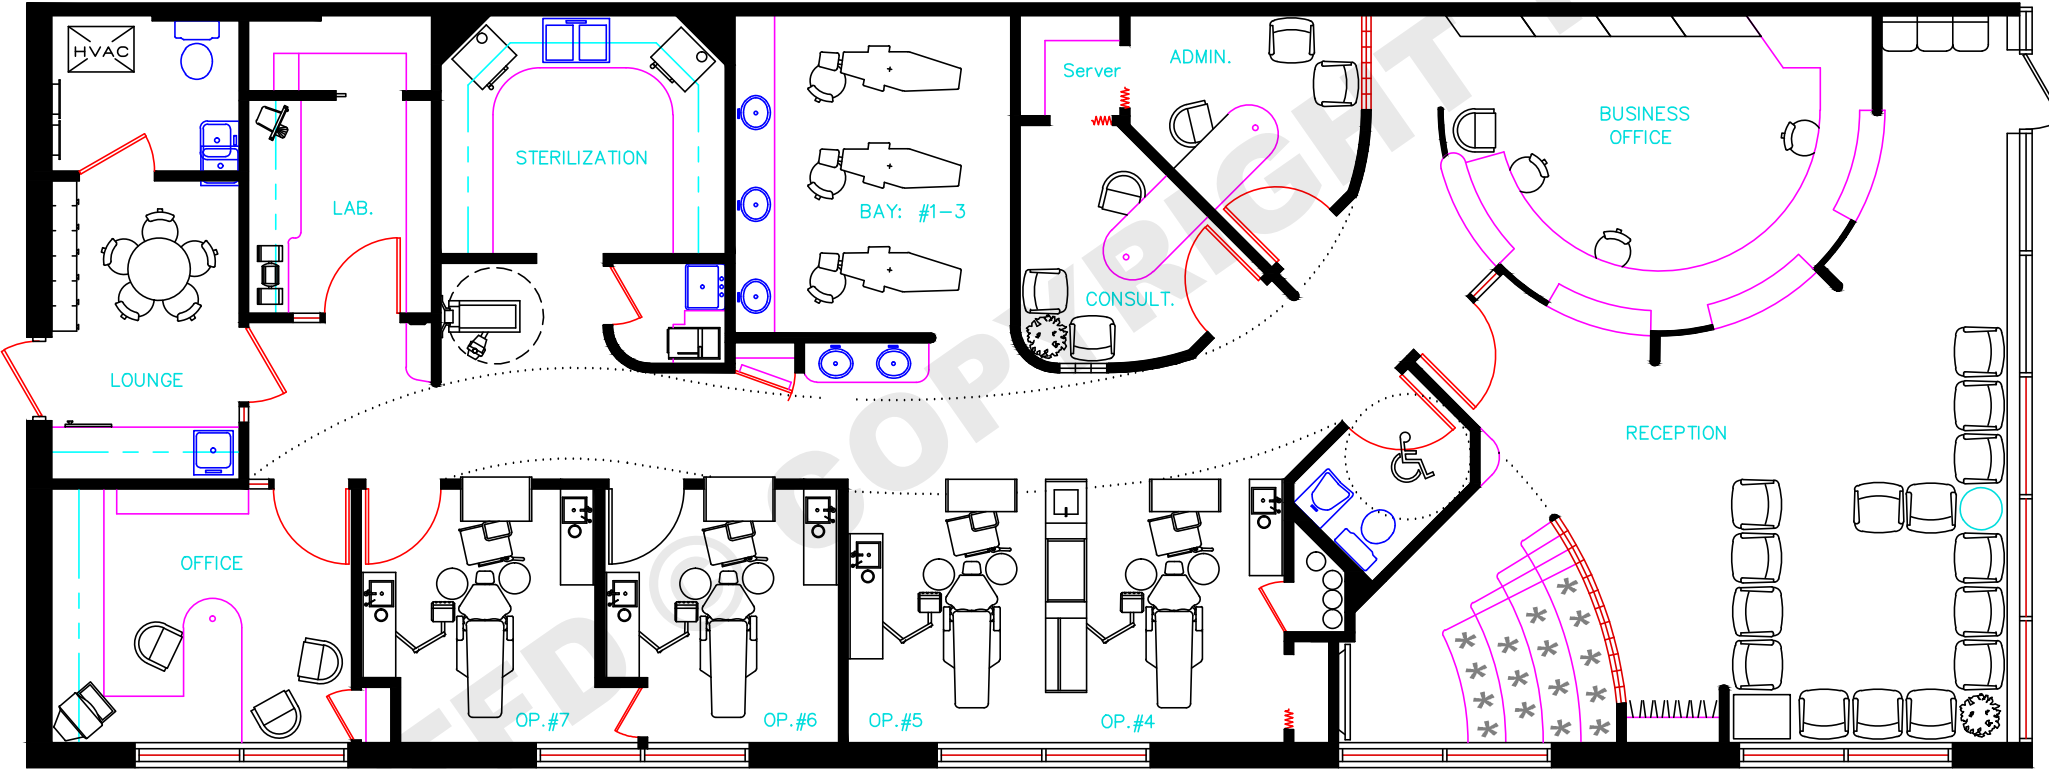 HVAC
Server
ADMIN.
BUSINESS
OFFICE
STERILIZATION
LAB.
BAY: #1-3
CONSULT.
LOUNGE
RECEPTION
OFFICE
OP.#7
OP.#6
OP.#5
OP.#4
TED © COPYRIGHT